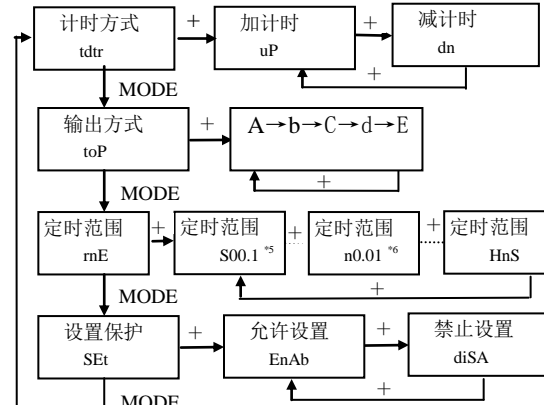 计时方式 + 加计时 + 减计时
tdtr uP dn
+
MODE
输出方式 + A→b→C→d→E
toP
+
MODE
定时范围 + 定时范围 + 定时范围 + 定时范围
rnE S00.1 *5 n0.01 *6 HnS
+
MODE
设置保护 + 允许设置 + 禁止设置
SEt EnAb diSA
+
MODE